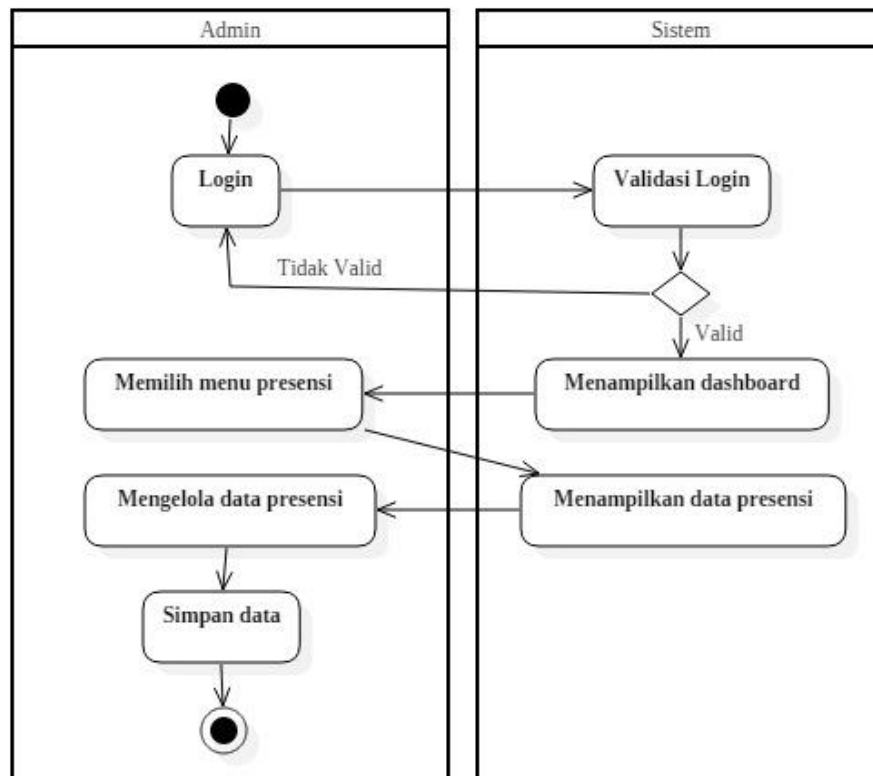 Admin
Sistem
Login
Validasi Login
Tidak Valid
Valid
Memilih menu presensi
Menampilkan dashboard
Mengelola data presensi
Menampilkan data presensi
Simpan data